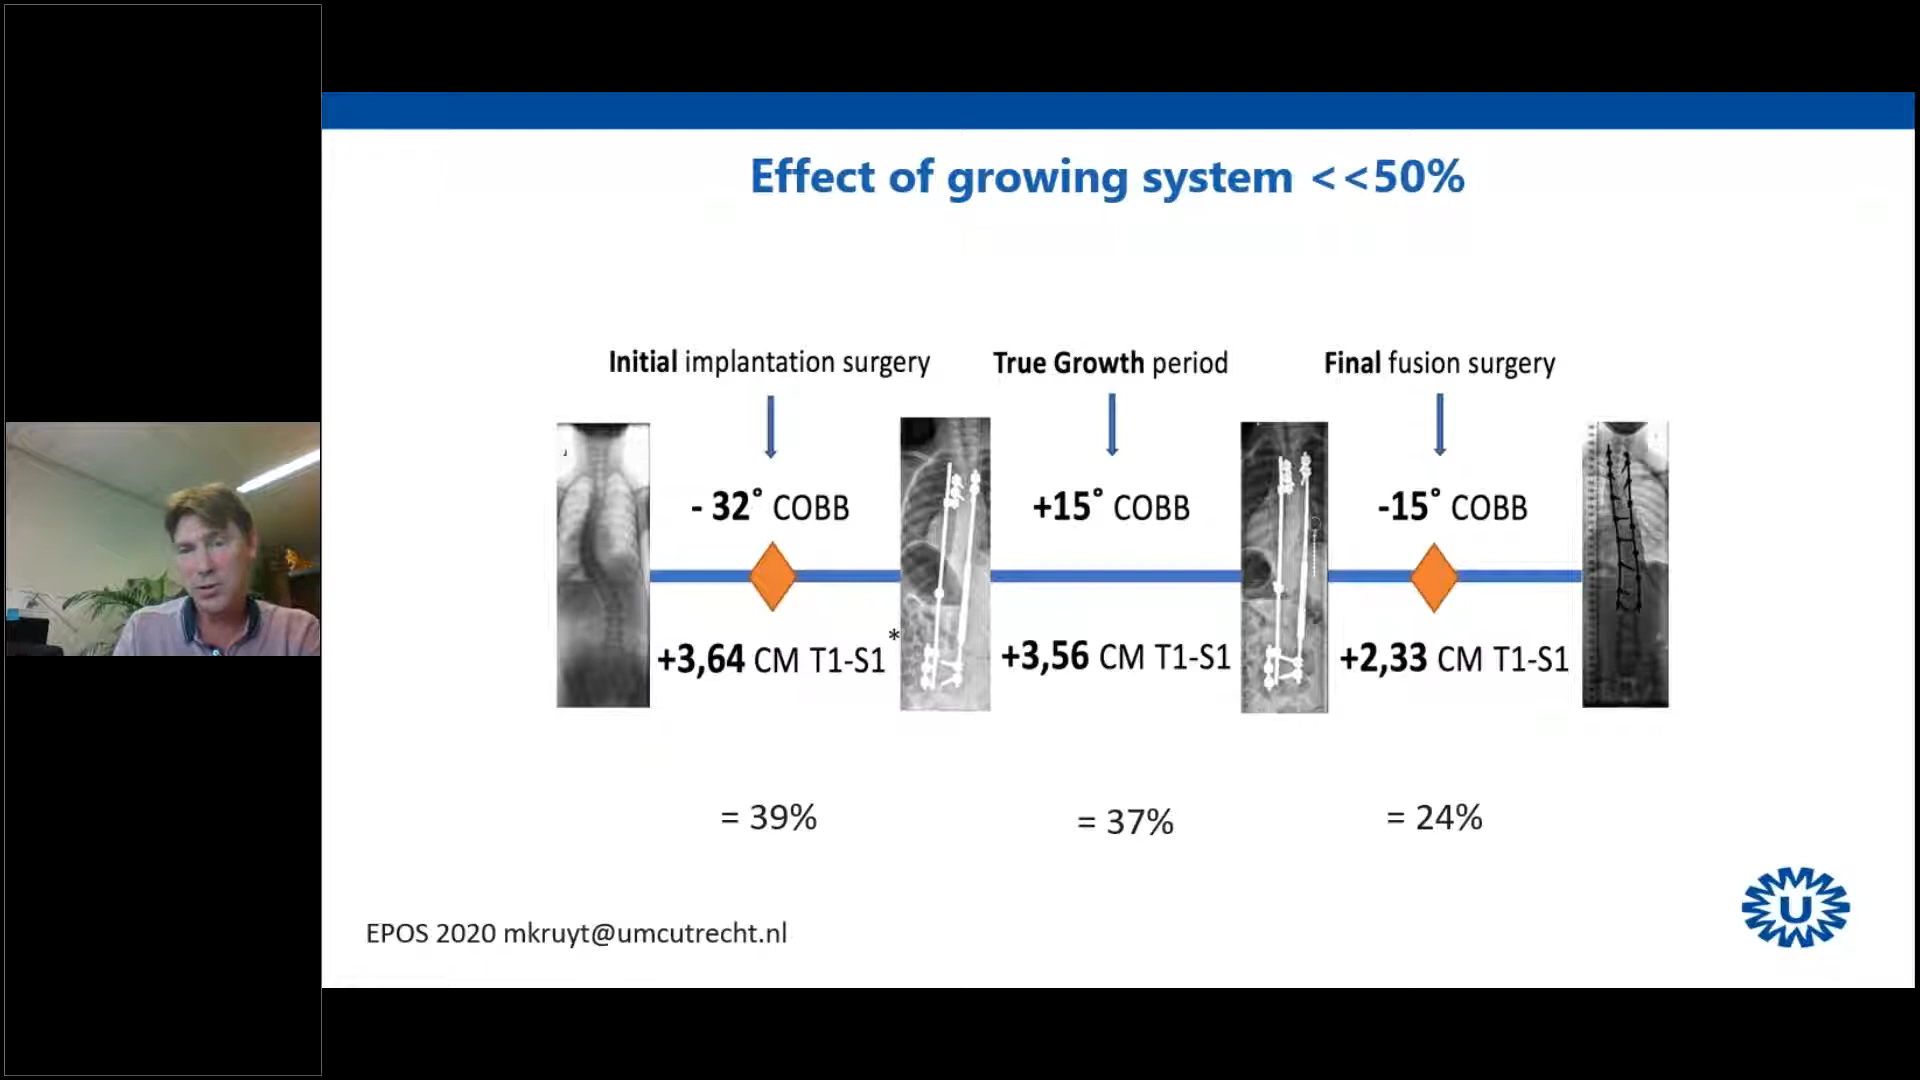 Effect of growing system <<50%
Initial implantation surgery
True Growth period
Final fusion surgery
- 32° COBB
+15° COBB
-15° COBB
+3,64 CM T1-S1*
+3,56 CM T1-S1
+2,33 CM T1-S1
= 39%
= 37%
= 24%
EPOS 2020 mkruyt@umcutrecht.nl
U